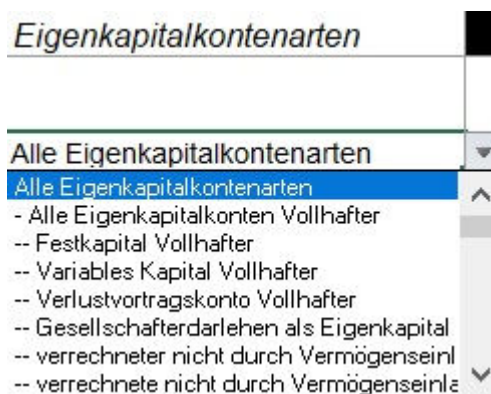 Eigenkapitalkontenarten
Alle Eigenkapitalkontenarten
Alle Eigenkapitalkontenarten
- Alle Eigenkapitalkonten Vollhafter
-- Festkapital Vollhafter
-- Variables Kapital Vollhafter
-- Verlustvortragskonto Vollhafter
-- Gesellschafterdarlehen als Eigenkapital
-- verrechneter nicht durch Vermögenseinl
-- verrechnete nicht durch Vermögenseinla